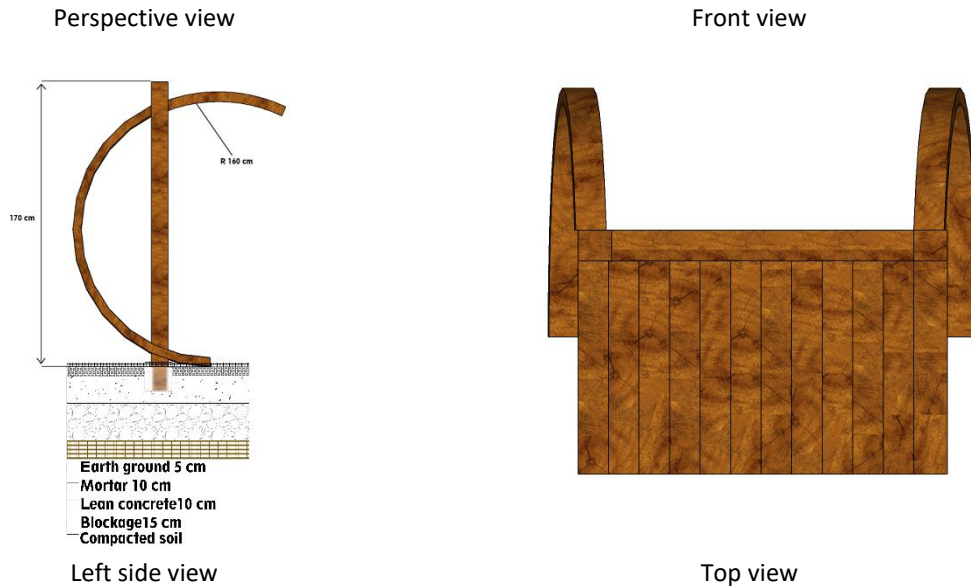 Perspective view
Front view
R 160 cm
170 cm
Earth ground 5 cm
Mortar 10 cm
Lean concrete10 cm
Blockage15 cm
Compacted soil
Left side view
Top view